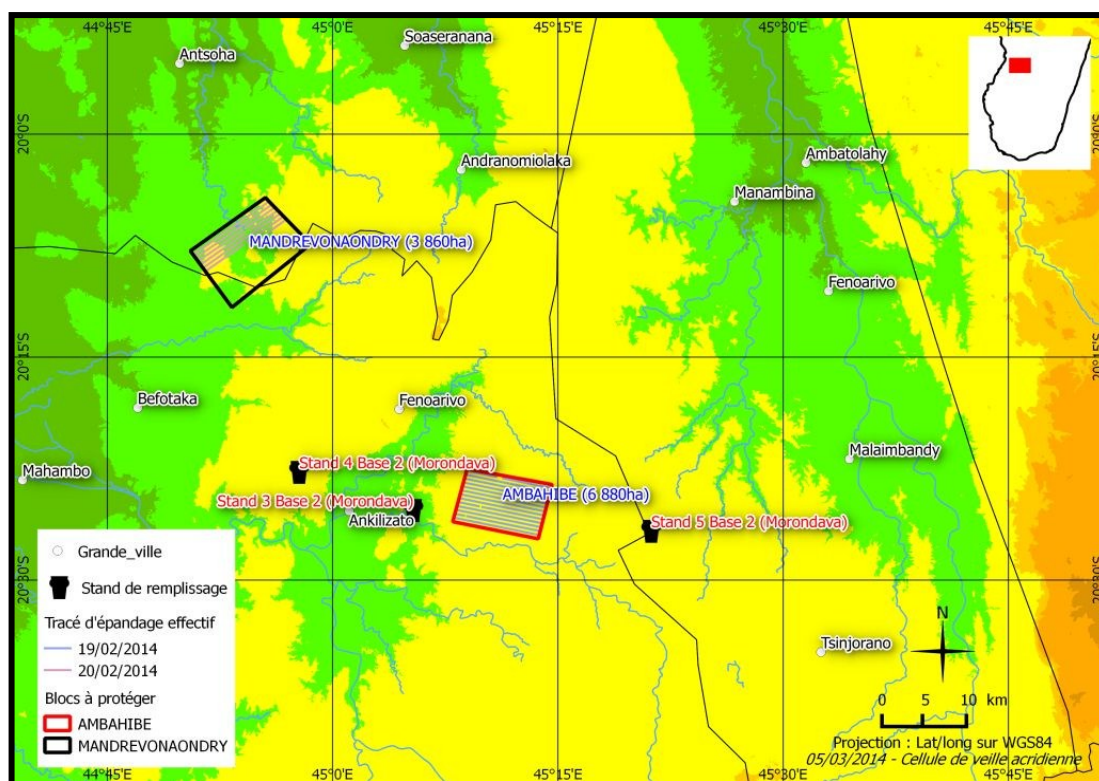 44°45'E
45°0'E
45°15'E
45°30'E
45°45'E
Soaseranana
Antsoha
20°0'S
20°0'S
Andranomiolaka
Ambatolahy
Manambina
MANDREVONAONDRY (3 860ha)
Fenoarivo
20°15'S
20°15'S
Befotaka
Fenoarivo
Malaimbandy
Mahambo
Stand 4 Base 2 (Morondava)
Stand 3 Base 2 (Morondava)
AMBAHIBE (6 880ha)
Ankilizato
Stand 5 Base 2 (Morondava)
20°30'S
20°30'S
Grande_ville
Stand de remplissage
Tracé d'épandage effectif
19/02/2014
20/02/2014
Blocs à protéger
AMBAHIBE
MANDREVONAONDRY
Tsinjorano
N
0 5 10 km
Projection : Lat/long sur WGS84
05/03/2014 - Cellule de veille acridienne
44°45'E
45°0'E
45°15'E
45°30'E
45°45'E